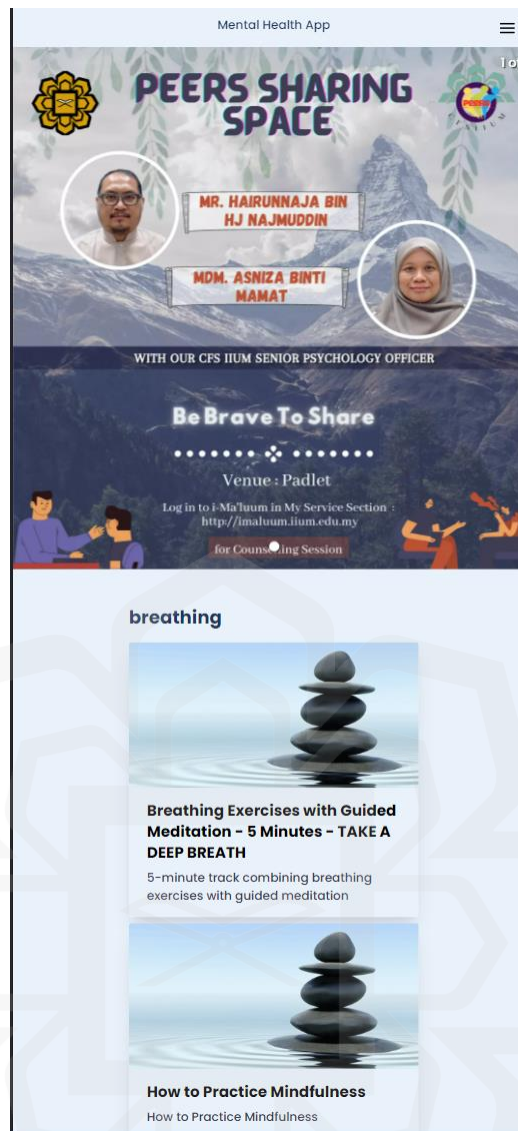 Mental Health App
1 o
PEERS SHARING
SPACE
PEERS
MR. HAIRUNNAJA BIN
HJ NAJMUDDIN
MDM. ASNIZA BINTI
MAMAT
WITH OUR CFS IIUM SENIOR PSYCHOLOGY OFFICER
Be Brave To Share
Venue : Padlet
Log in to i-Ma'luum in My Service Section :
http://imaluum.iium.edu.my
for Counseling Session
breathing
Breathing Exercises with Guided
Meditation - 5 Minutes - TAKE A
DEEP BREATH
5-minute track combining breathing
exercises with guided meditation
How to Practice Mindfulness
How to Practice Mindfulness